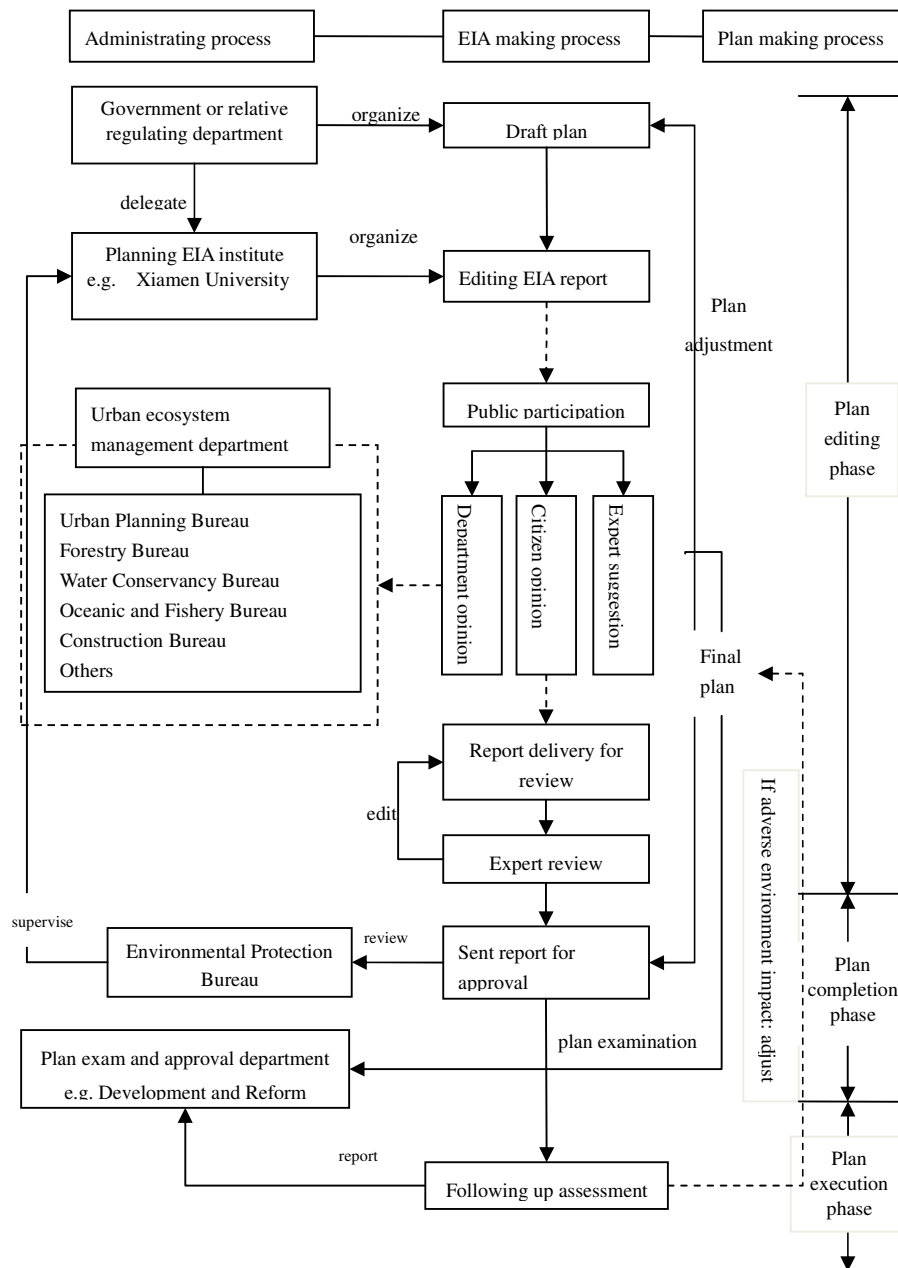 Administrating process
EIA making process
Plan making process
Government or relative
regulating department
organize
Draft plan
delegate
Planning EIA institute
e.g. Xiamen University
organize
Editing EIA report
Plan
adjustment
Public participation
Urban ecosystem
management department
Plan
editing
phase
Urban Planning Bureau
Forestry Bureau
Water Conservancy Bureau
Oceanic and Fishery Bureau
Construction Bureau
Others
Department opinion
Citizen opinion
Expert suggestion
Final
plan
Report delivery for
review
edit
Expert review
If adverse environment impact: adjust
supervise
Environmental Protection
Bureau
review
Sent report for
approval
Plan
completion
phase
plan examination
Plan exam and approval department
e.g. Development and Reform
report
Following up assessment
Plan
execution
phase